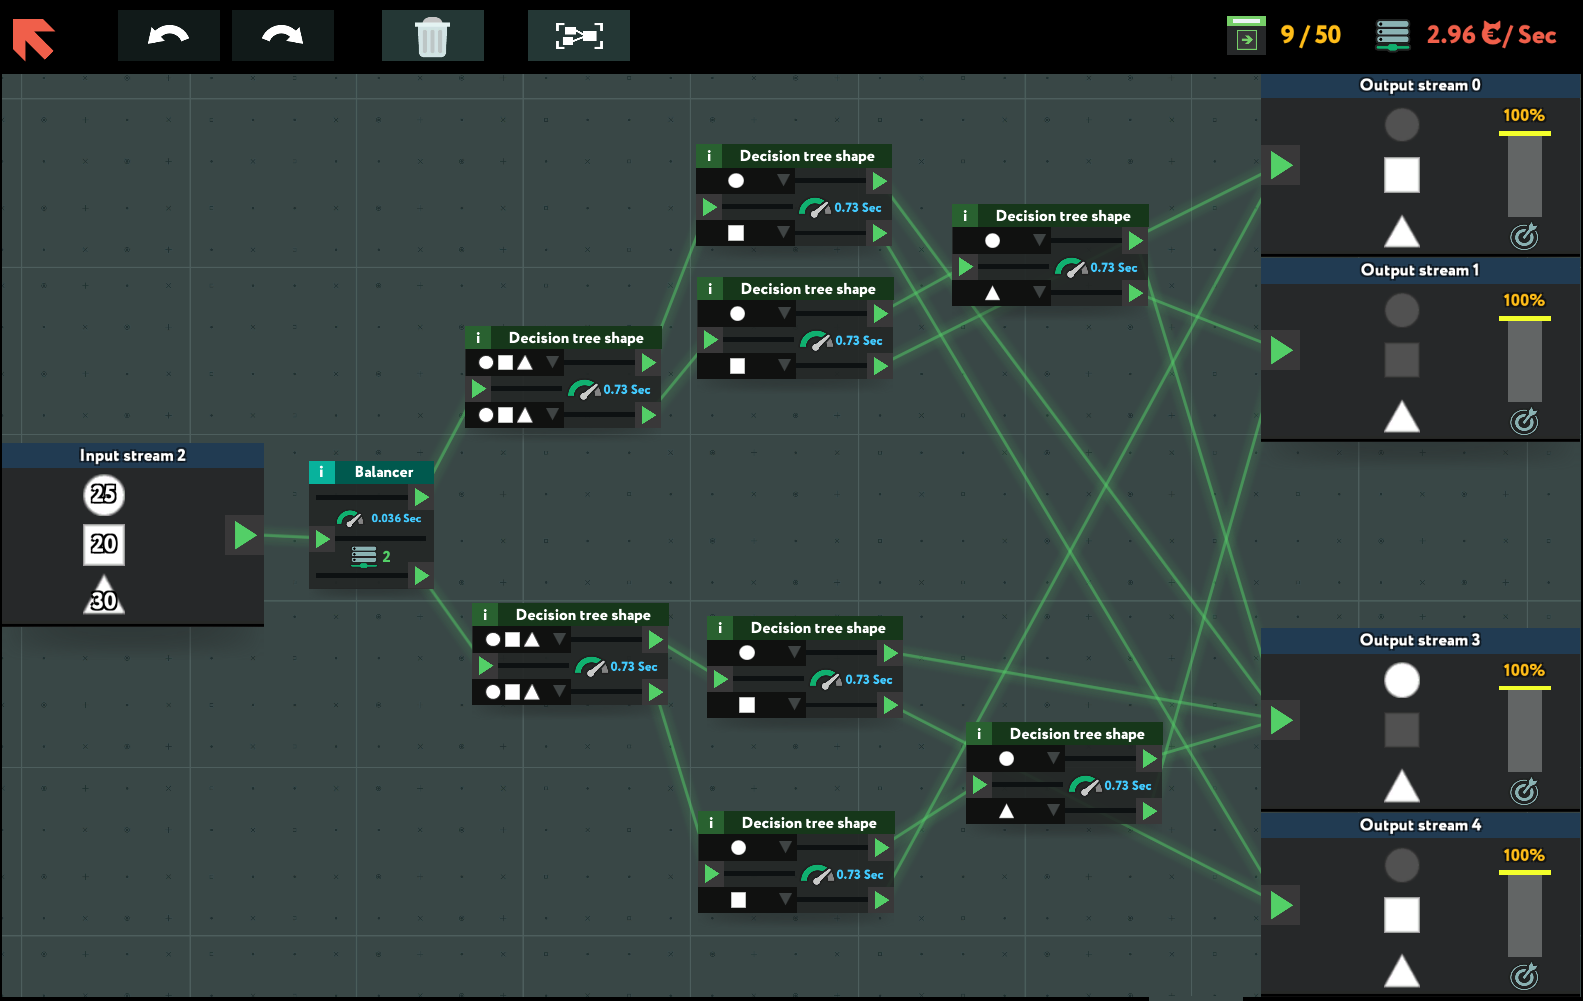 9 / 50
2.96 €/ Sec
Output stream 0
100%
Output stream 1
100%
i Decision tree shape
0.73 Sec
i Decision tree shape
0.73 Sec
i Decision tree shape
0.73 Sec
i Decision tree shape
0.73 Sec
Input stream 2
25
20
30
i Balancer
0.036 Sec
2
i Decision tree shape
0.73 Sec
i Decision tree shape
0.73 Sec
i Decision tree shape
0.73 Sec
i Decision tree shape
0.73 Sec
Output stream 3
100%
Output stream 4
100%